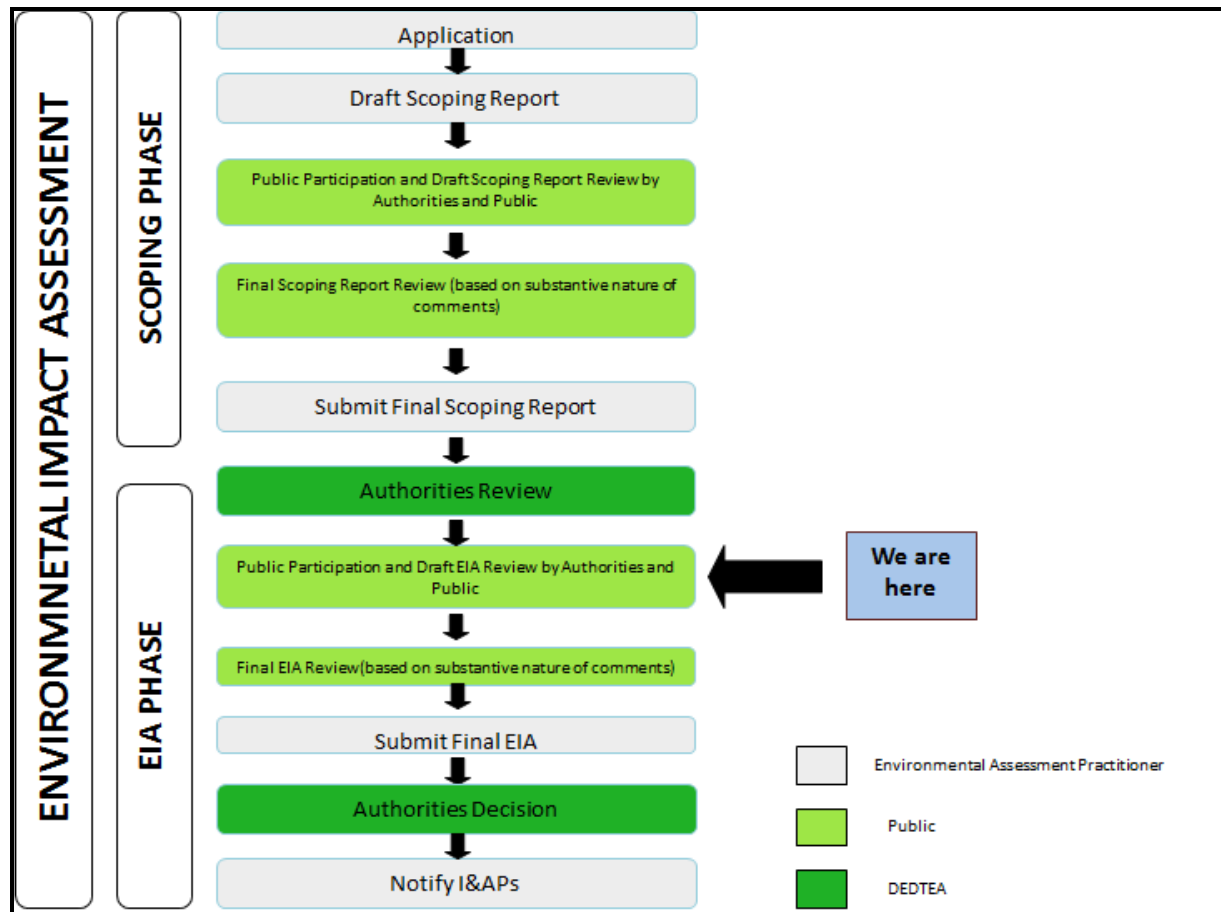 ENVIRONMNETAL IMPACT ASSESSMENT
SCOPING PHASE
Application
Draft Scoping Report
Public Participation and Draft Scoping Report Review by
Authorities and Public
Final Scoping Report Review (based on substantive nature of
comments)
Submit Final Scoping Report
EIA PHASE
Authorities Review
Public Participation and Draft EIA Review by Authorities and
Public
We are
here
Final EIA Review(based on substantive nature of comments)
Submit Final EIA
Authorities Decision
Notify I&APs
Environmental Assessment Practitioner
Public
DEDTEA